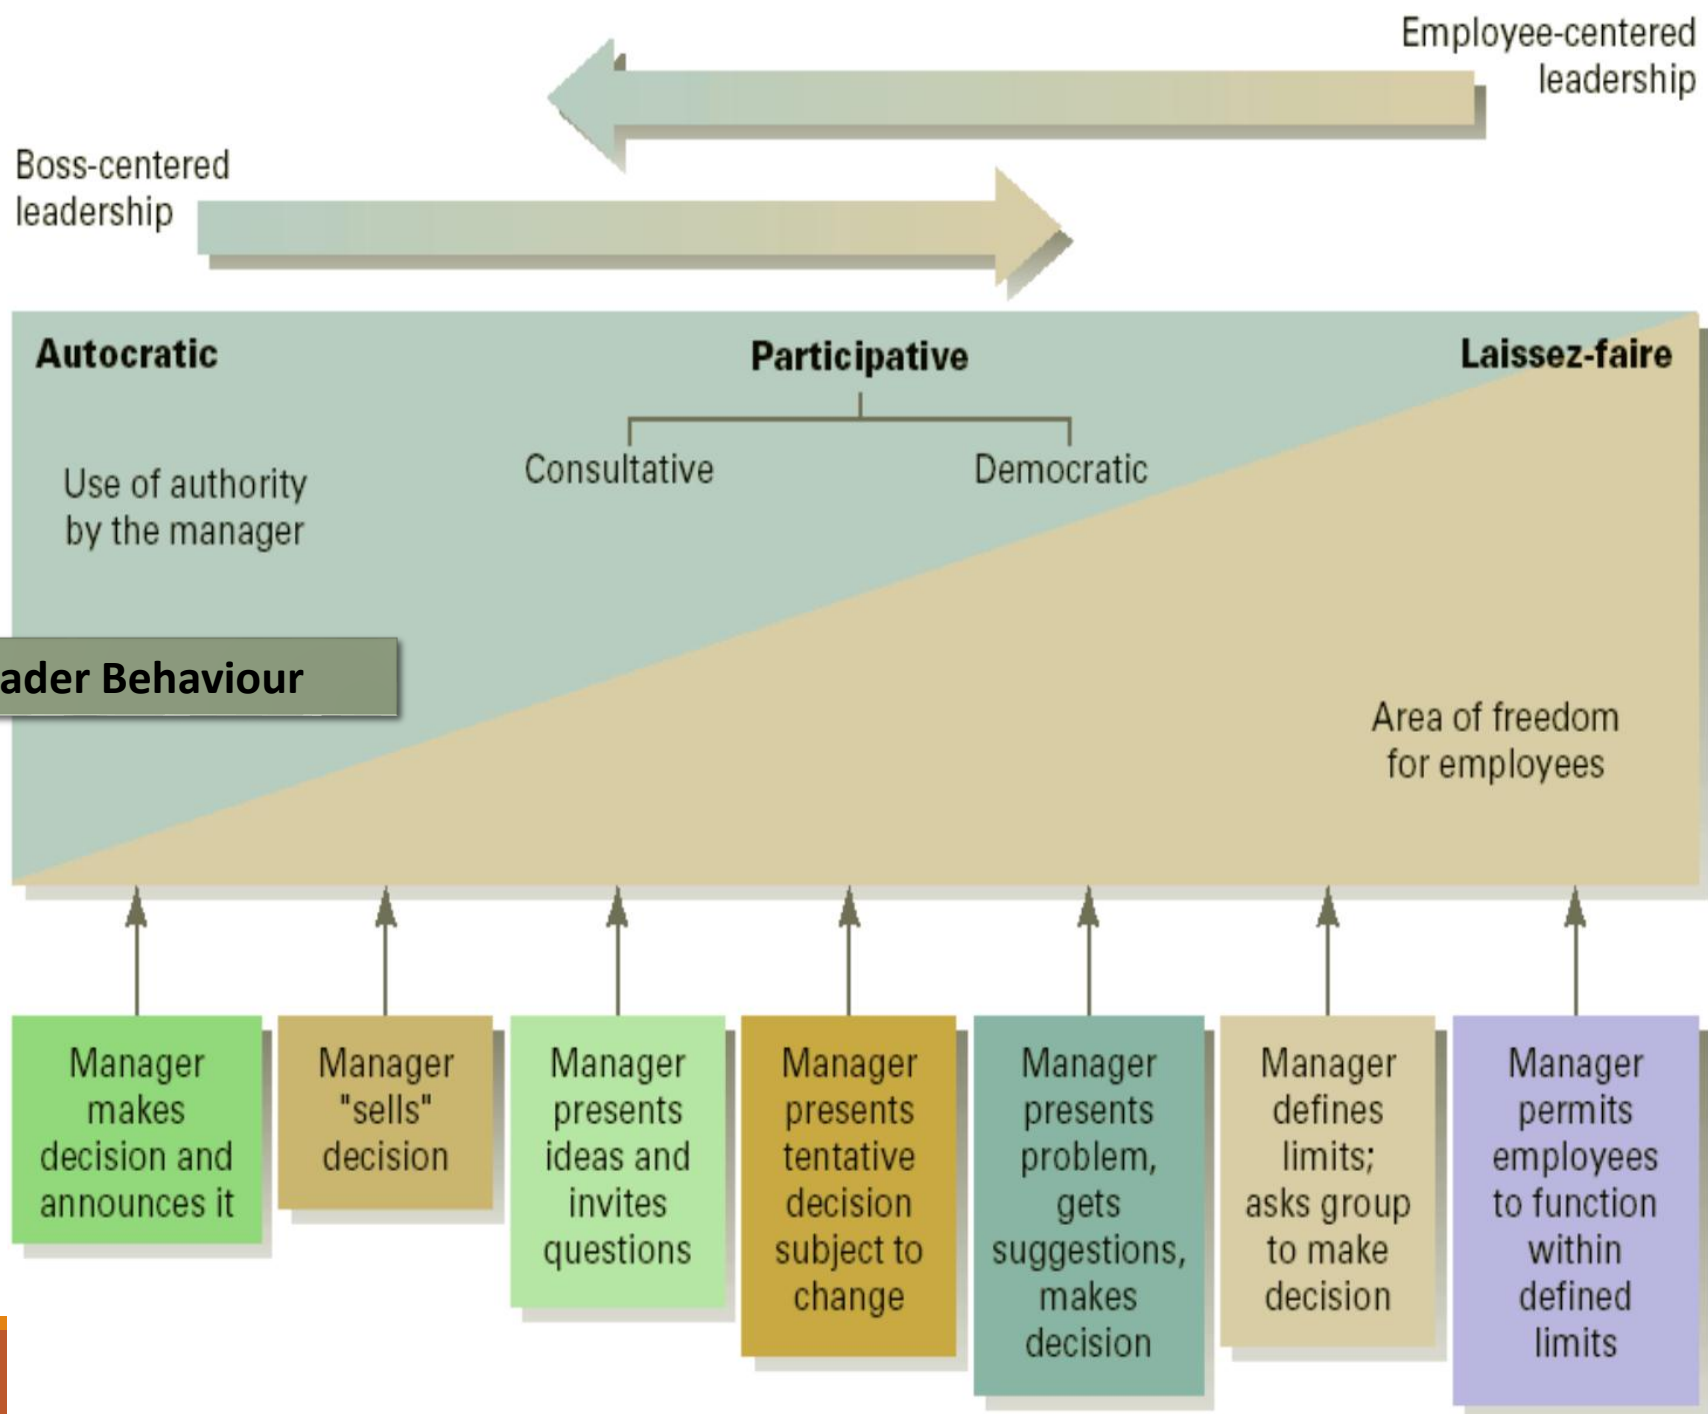 Employee-centered
leadership
Boss-centered
leadership
Autocratic
Participative
Laissez-faire
Consultative
Democratic
Use of authority
by the manager
ader Behaviour
Area of freedom
for employees
Manager
makes
decision and
announces it
Manager
"sells"
decision
Manager
presents
ideas and
invites
questions
Manager
presents
tentative
decision
subject to
change
Manager
presents
problem,
gets
suggestions,
makes
decision
Manager
defines
limits;
asks group
to make
decision
Manager
permits
employees
to function
within
defined
limits